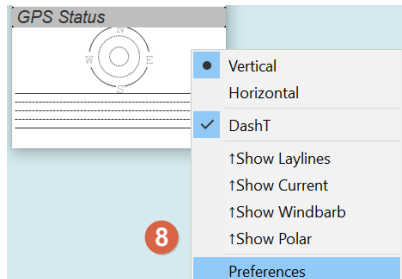 GPS Status
N
W E
S
Vertical
Horizontal
DashT
↑Show Laylines
↑Show Current
↑Show Windbarb
8
↑Show Polar
Preferences